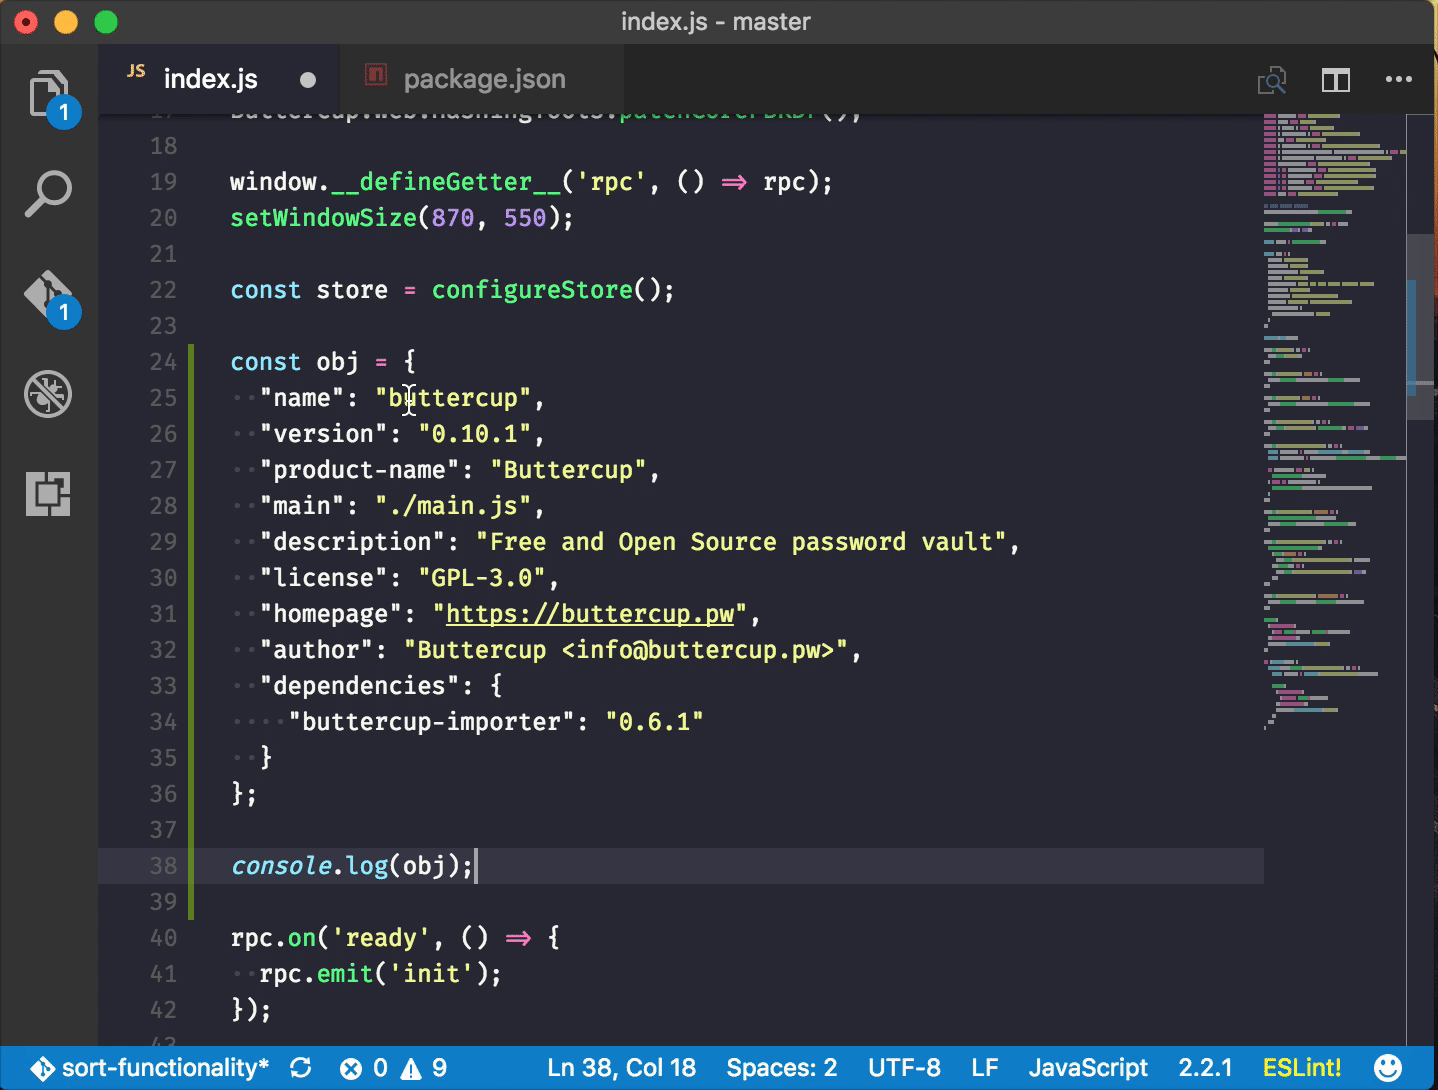 index.js - master
JS index.js
package.json
1
1
18
19 window.__defineGetter__('rpc', () => rpc);
20 setWindowSize(870, 550);
21
22 const store = configureStore();
23
24 const obj = {
25 "name": "buttercup",
26 "version": "0.10.1",
27 "product-name": "Buttercup",
28 "main": "./main.js",
29 "description": "Free and Open Source password vault",
30 "license": "GPL-3.0",
31 "homepage": "https://buttercup.pw",
32 "author": "Buttercup <info@buttercup.pw>",
33 "dependencies": {
34 "buttercup-importer": "0.6.1"
35 }
36 };
37
38 console.log(obj);
39
40 rpc.on('ready', () => {
41 rpc.emit('init');
42 });
43
sort-functionality* 0 9 Ln 38, Col 18 Spaces: 2 UTF-8 LF JavaScript 2.2.1 ESLint!